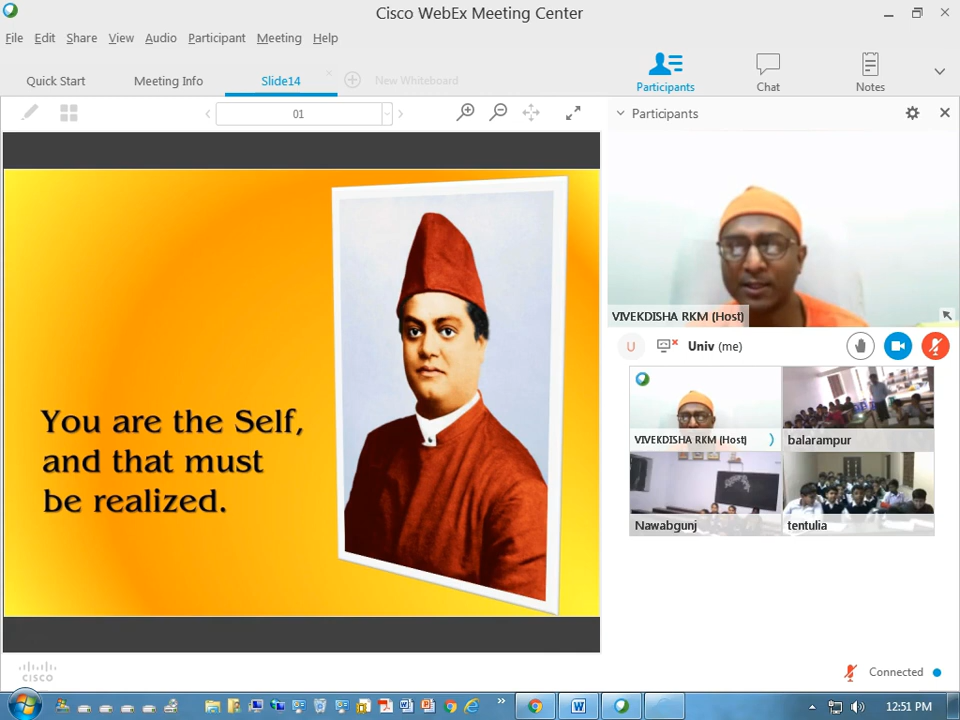 Cisco WebEx Meeting Center
File Edit Share View Audio Participant Meeting Help
Quick Start Meeting Info Slide14 New Whiteboard
Participants Chat Notes
01
Participants
You are the Self,
and that must
be realized.
VIVEKDISHA RKM (Host)
U Univ (me)
VIVEKDISHA RKM (Host)
balarampur
Nawabgunj
tentulia
CISCO
Connected
12:51 PM